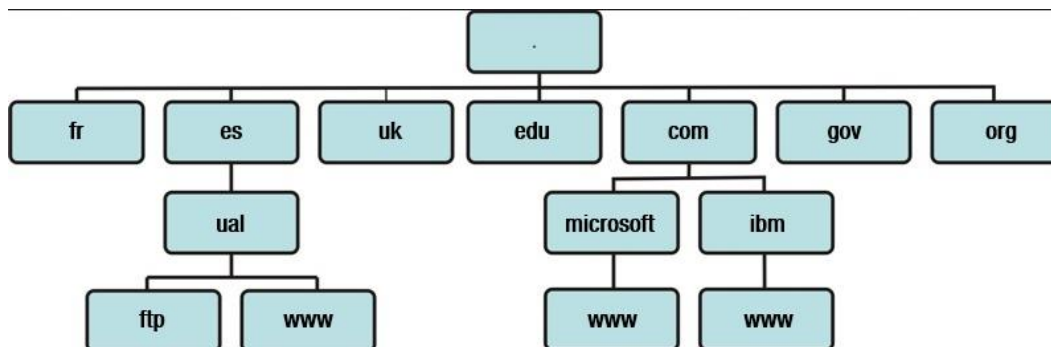 .
fr es uk edu com gov org
ual microsoft ibm
ftp www www www